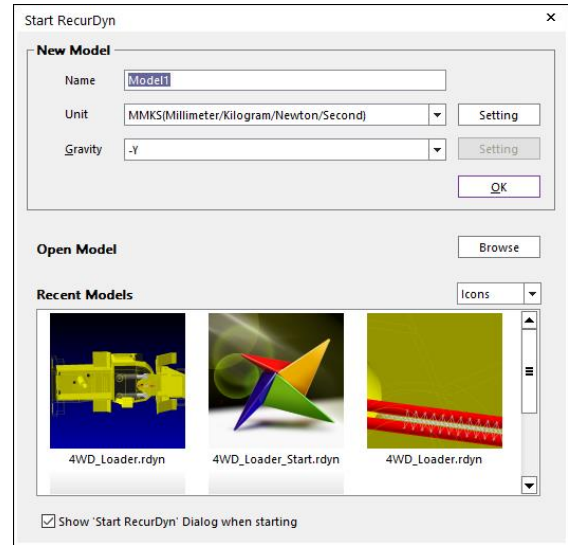 Start RecurDyn
New Model
Name Model1
Unit MMKS(Millimeter/Kilogram/Newton/Second) Setting
Gravity -Y Setting
OK
Open Model Browse
Recent Models Icons
4WD_Loader.rdyn 4WD_Loader_Start.rdyn 4WD_Loader.rdyn
Show 'Start RecurDyn' Dialog when starting